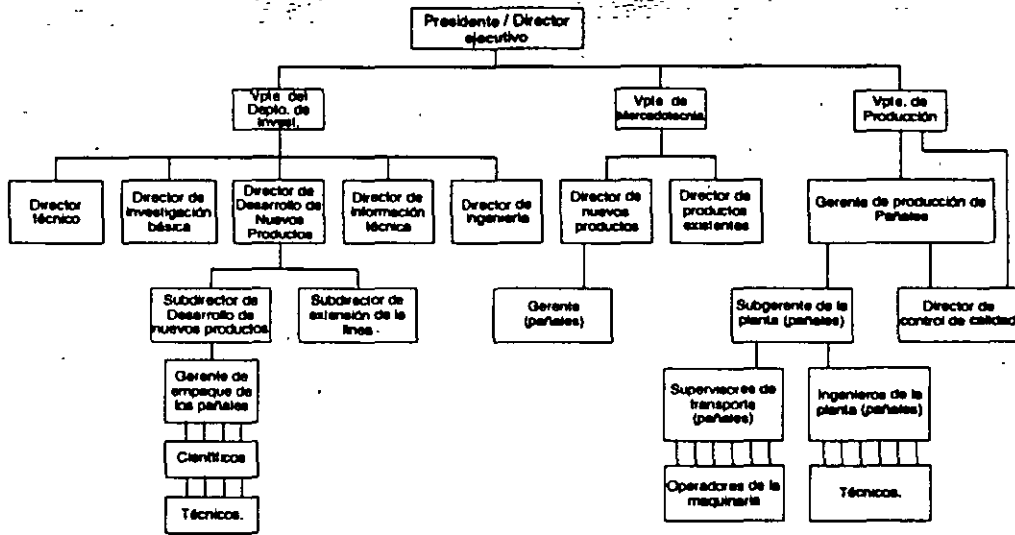 Presidente / Director
ejecutivo
Vpte del
Depto. de
Invest.
Vpte de
Mercadotecnia
Vpte. de
Producción
Director
técnico
Director de
investigación
básica
Director de
Desarrollo de
Nuevos
Productos
Director de
información
técnica
Director de
ingeniería
Director de
nuevos
productos
Director de
productos
existentes
Gerente de producción de
Pañales
Subdirector de
Desarrollo de
nuevos productos
Subdirector de
extensión de la
línea
Gerente
(pañales)
Subgerente de la
planta (pañales)
Director de
control de calidad
Gerente de
empaque de
los pañales
Supervisores de
transporte
(pañales)
Ingenieros de la
planta (pañales)
Científicos
Operadores de la
maquinaria
Técnicos.
Técnicos.